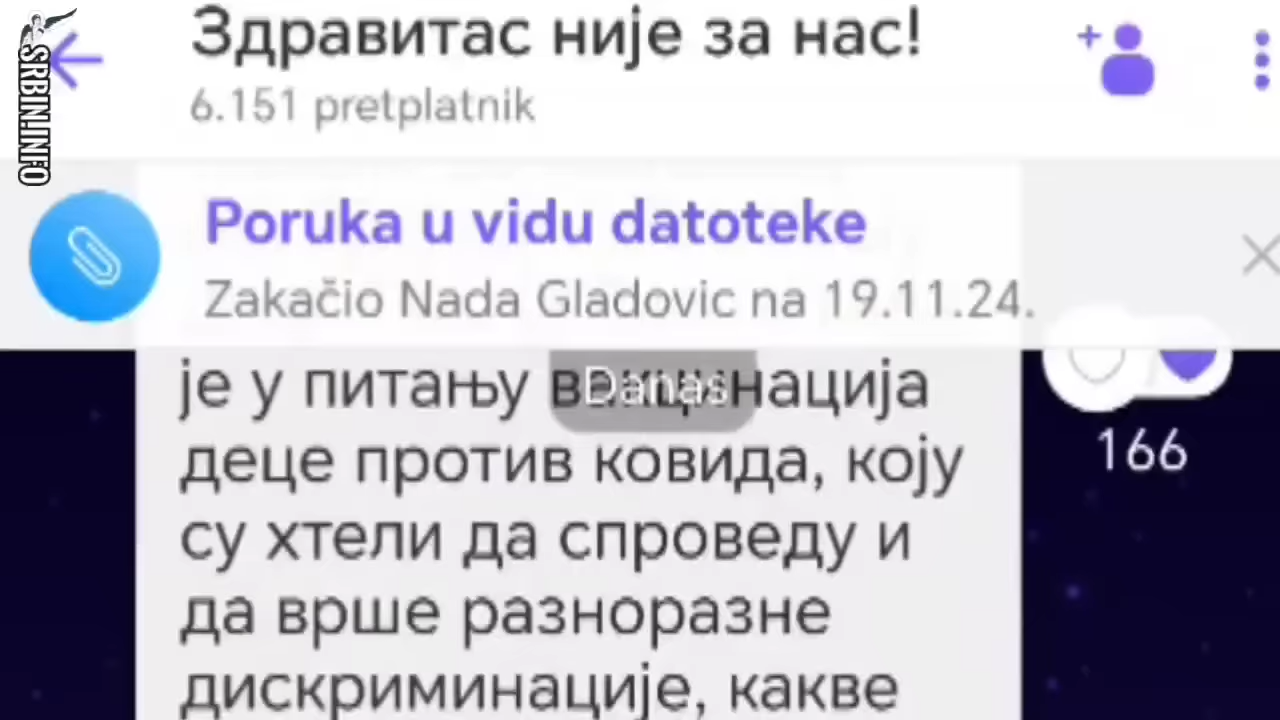 SRBIN.INFO
Здравитас није за нас!
6.151 pretplatnik
Poruka u vidu datoteke
Zakačio Nada Gladovic na 19.11.24.
Danas
је у питању вакцинација
деце против ковида, коју
су хтели да спроведу и
да врше разноразне
дискриминације, какве
166